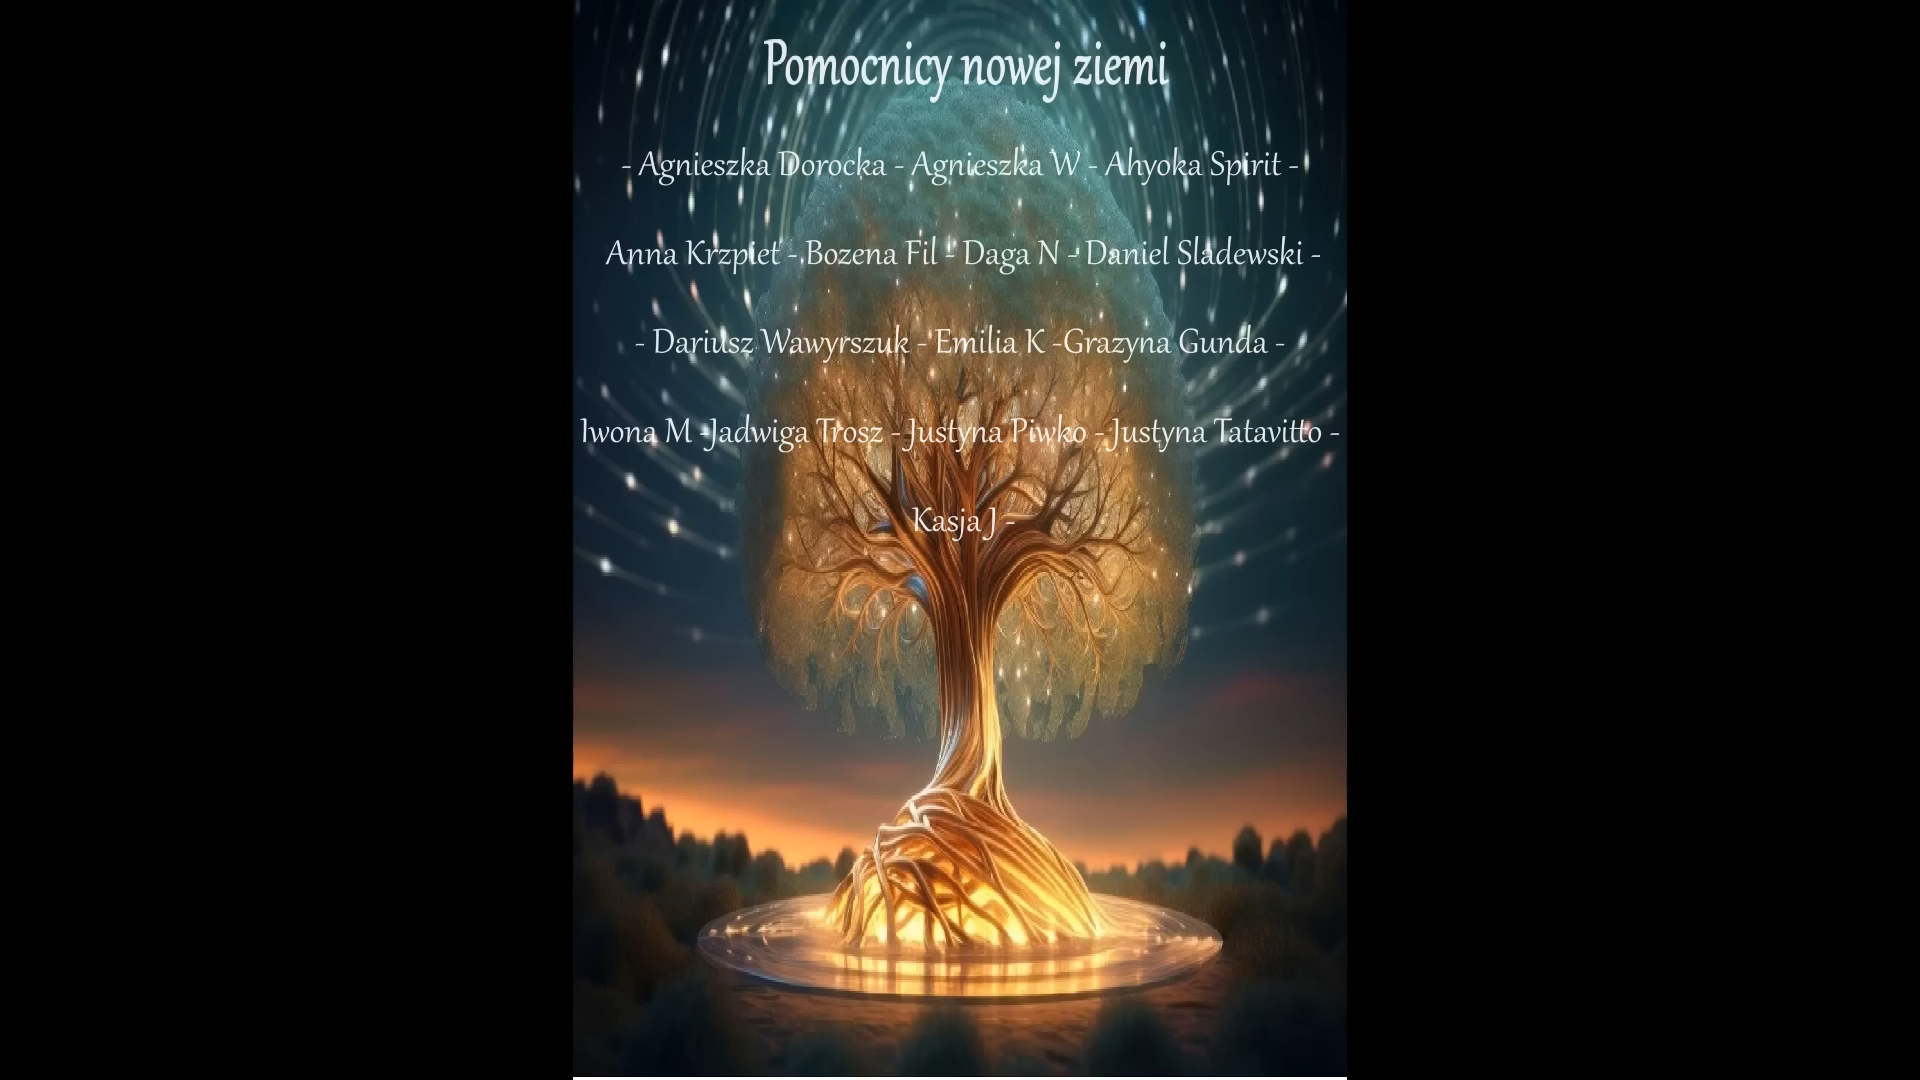 Pomocnicy nowej ziemi
- Agnieszka Dorocka - Agnieszka W - Ahyoka Spirit -
Anna Krzpiet - Bozena Fil - Daga N - Daniel Sladewski -
- Dariusz Wawyrszuk - Emilia K -Grazyna Gunda -
Iwona M -Jadwiga Trosz - Justyna Piwko - Justyna Tatavitto -
Kasja J -